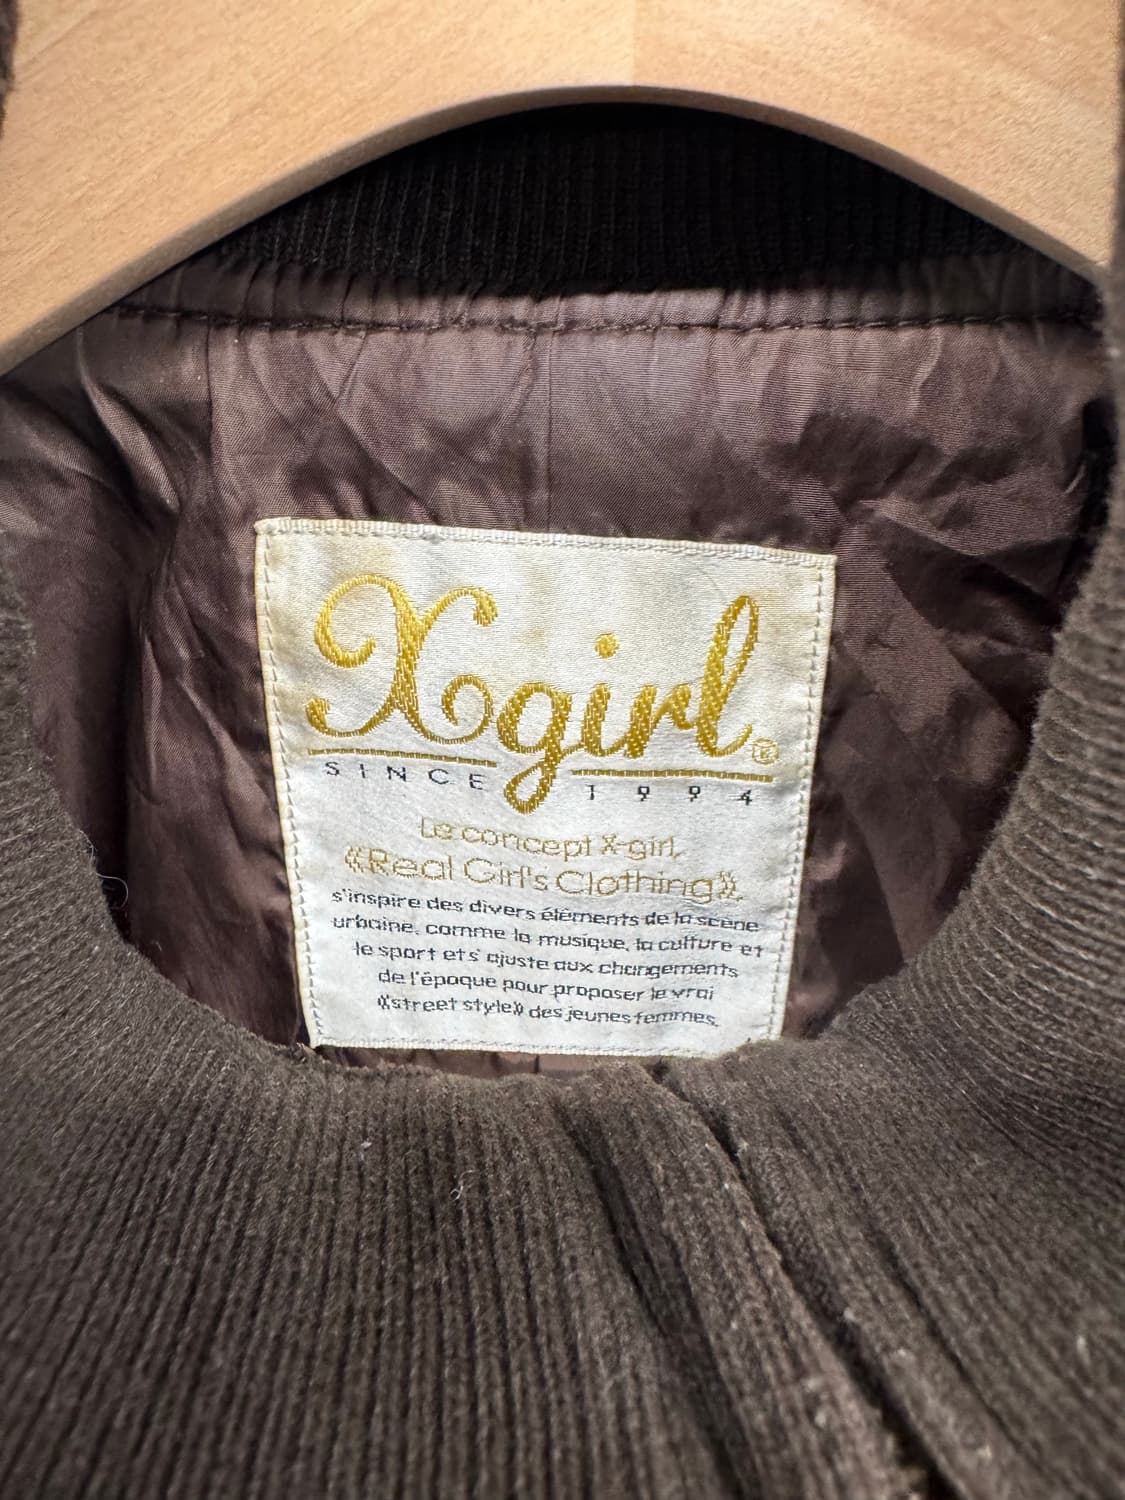 Xgirl®
SINCE 1994
Le concept X-girl,
«Real Girl's Clothing»,
s'inspire des divers éléments de la scène
urbaine, comme la musique, la culture et
le sport et s'ajuste aux changements
de l'époque pour proposer le vrai
«street style» des jeunes femmes.